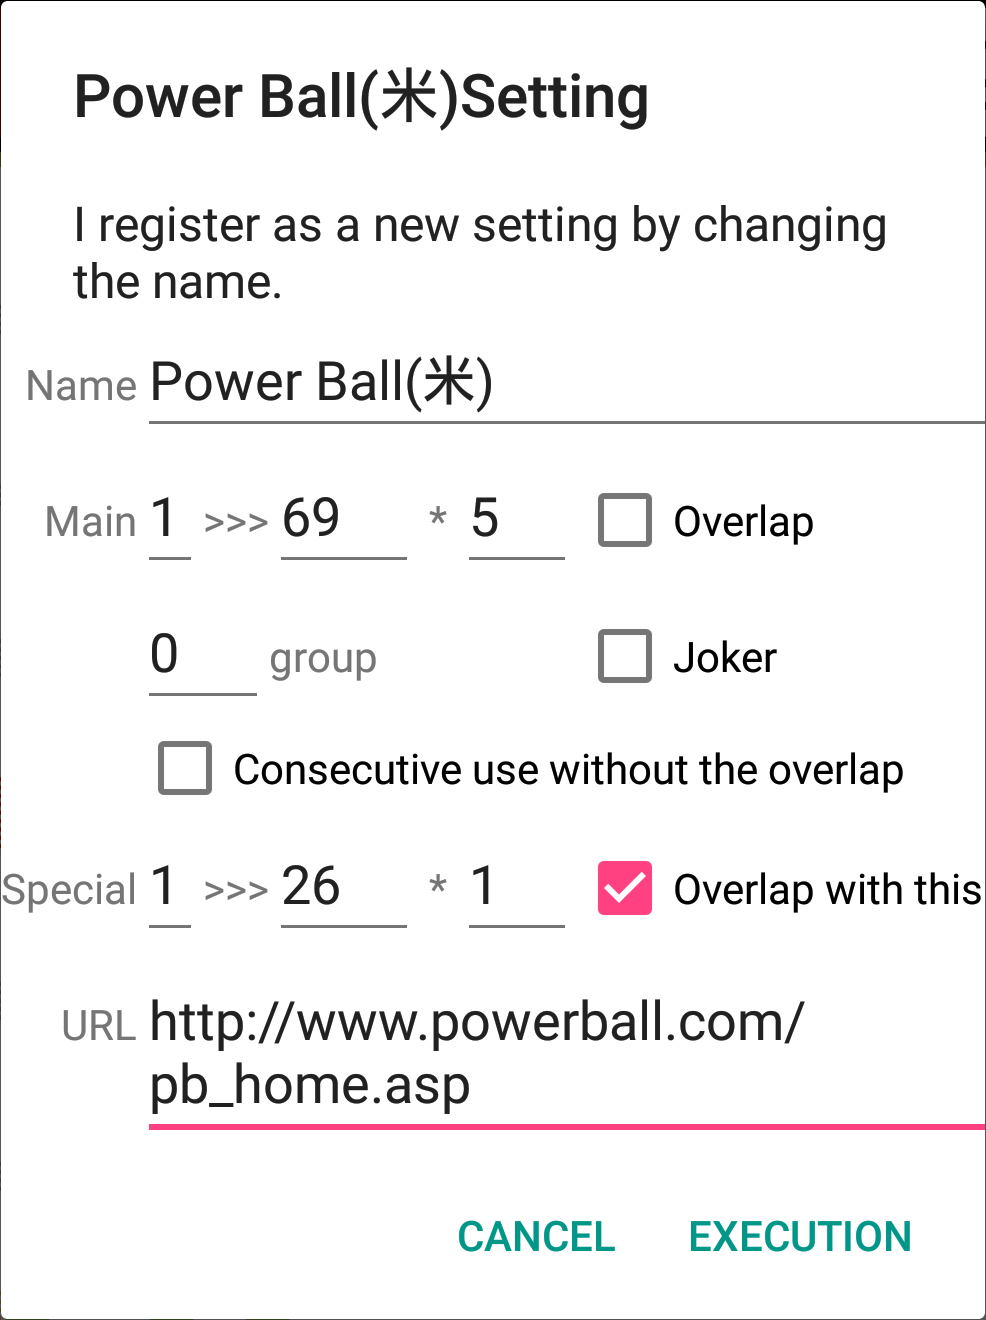 Power Ball(米)Setting
I register as a new setting by changing
the name.
Name Power Ball(米)
Main 1 >>> 69 * 5 Overlap
0 group Joker
Consecutive use without the overlap
Special 1 >>> 26 * 1 Overlap with this
URL http://www.powerball.com/
pb_home.asp
CANCEL EXECUTION